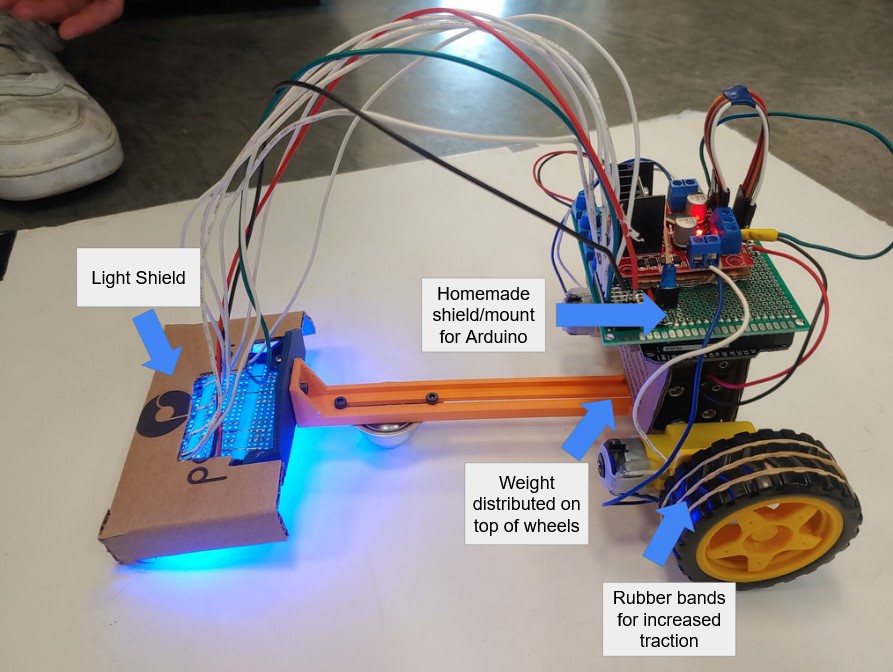 Light Shield
Homemade
shield/mount
for Arduino
Weight
distributed on
top of wheels
Rubber bands
for increased
traction